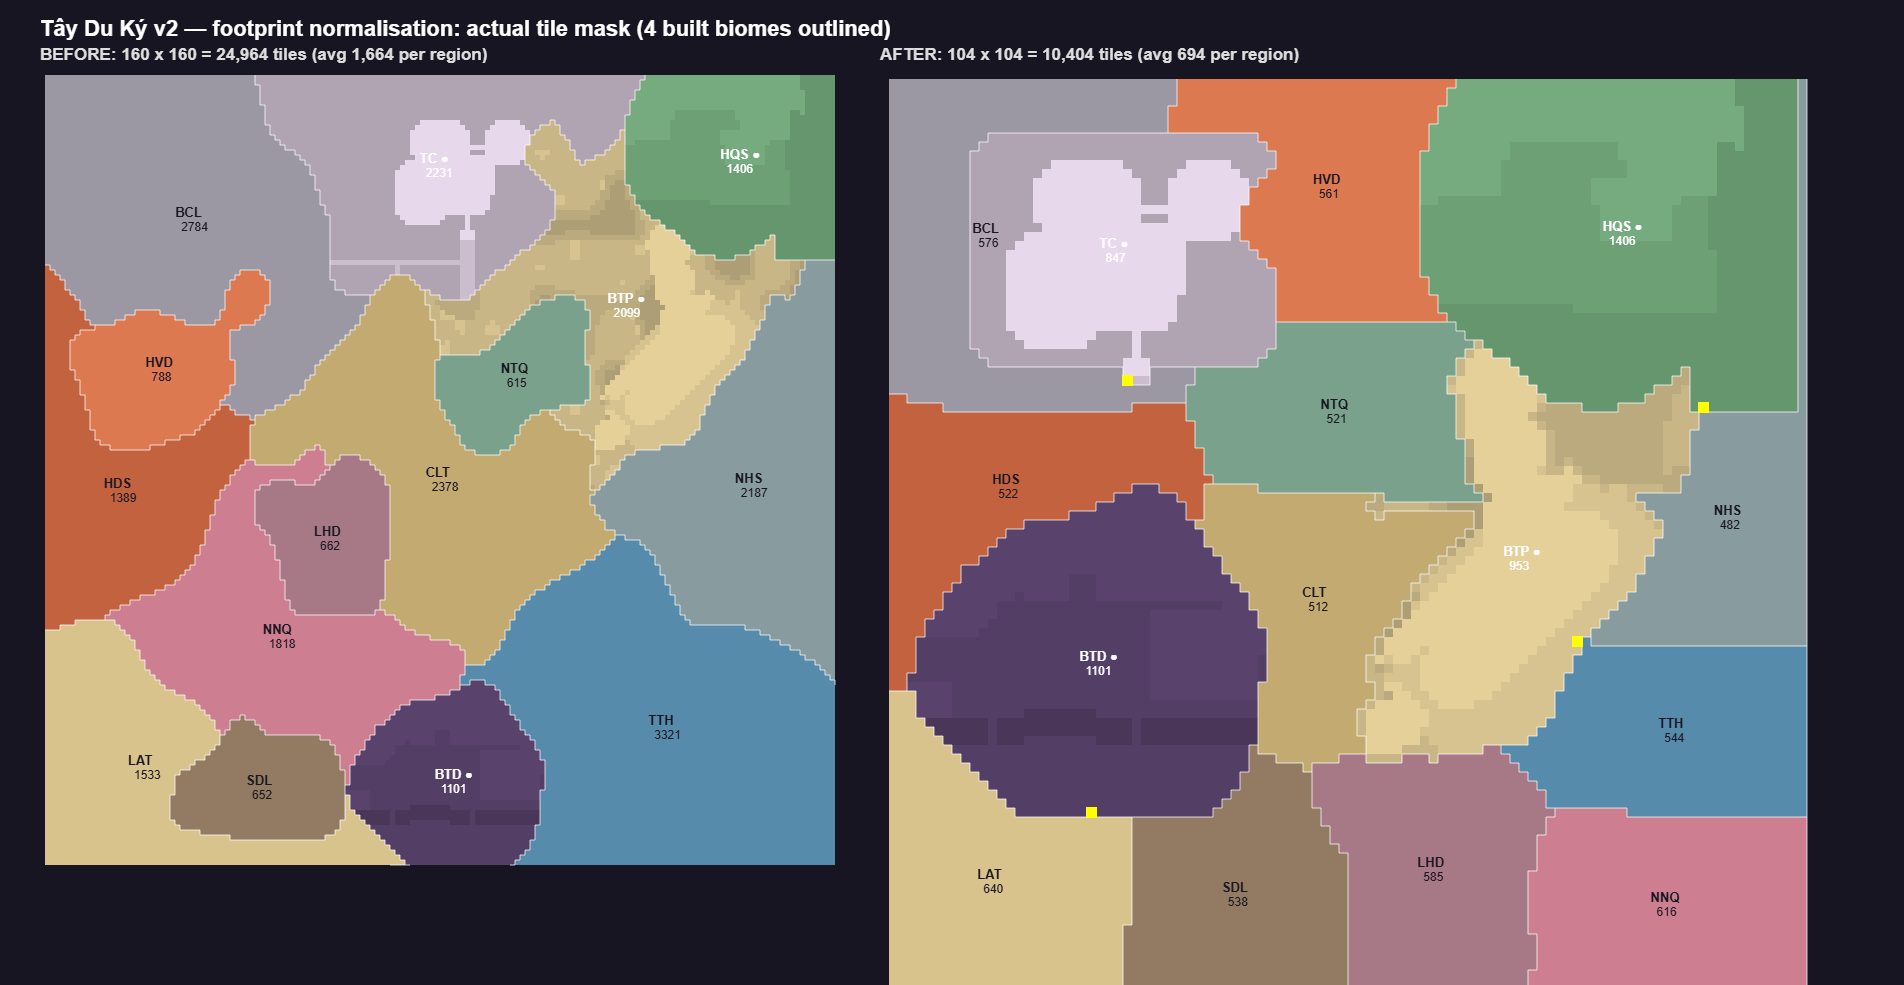 Tây Du Ký v2 — footprint normalisation: actual tile mask (4 built biomes outlined)
BEFORE: 160 x 160 = 24,964 tiles (avg 1,664 per region)
BCL
2784
TC
2231
HQS
1406
BTP
2099
HVD
788
NTQ
615
HDS
1389
CLT
2378
NHS
2187
LHD
662
NNQ
1818
TTH
3321
LAT
1533
SDL
652
BTD
1101
AFTER: 104 x 104 = 10,404 tiles (avg 694 per region)
HVD
561
HQS
1406
BCL
576
TC
847
NTQ
521
HDS
522
NHS
482
BTP
953
CLT
512
BTD
1101
TTH
544
LAT
640
SDL
538
LHD
585
NNQ
616